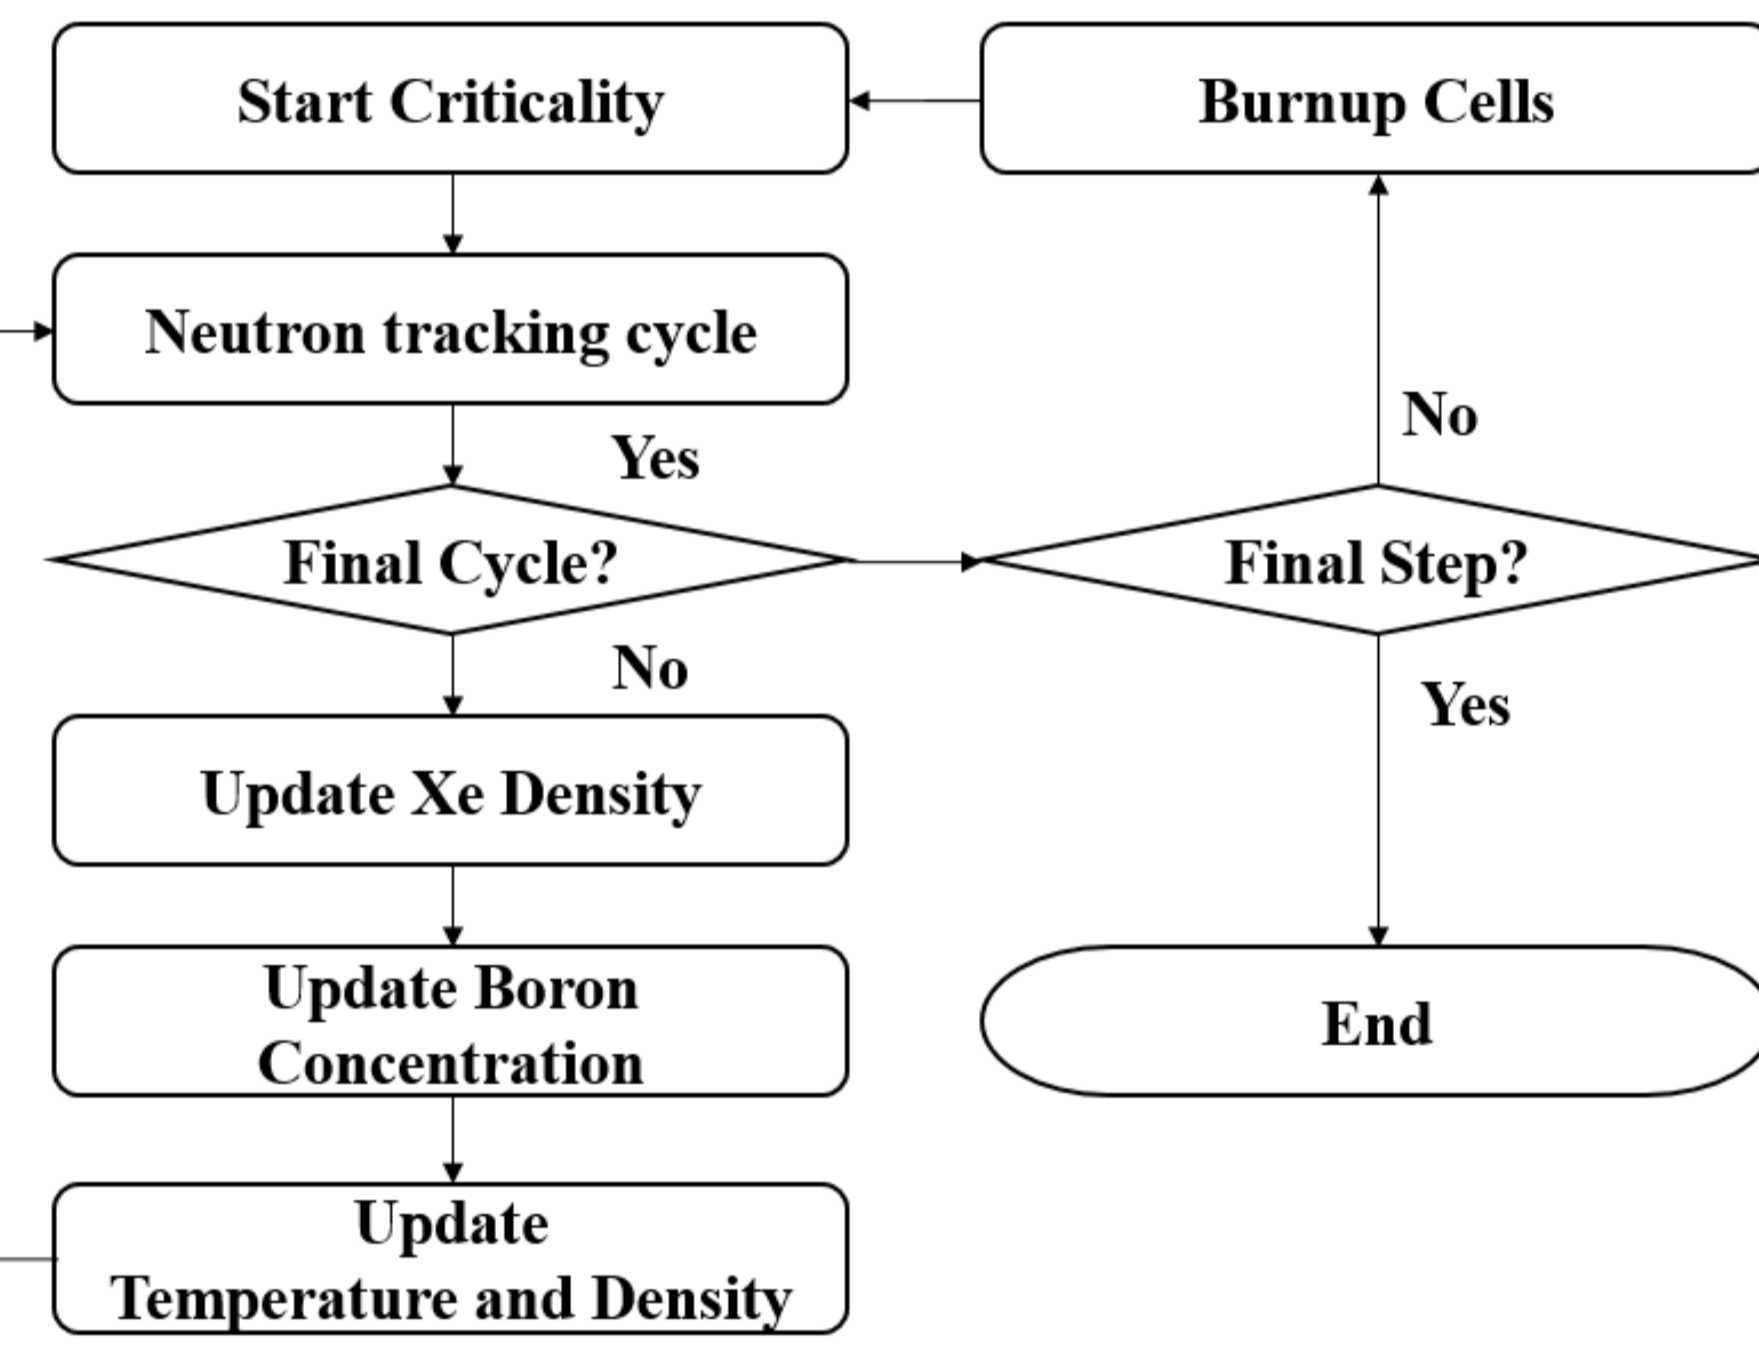 Start Criticality
Burnup Cells
Neutron tracking cycle
No
Yes
Final Cycle?
Final Step?
No
Yes
Update Xe Density
Update Boron
Concentration
End
Update
Temperature and Density